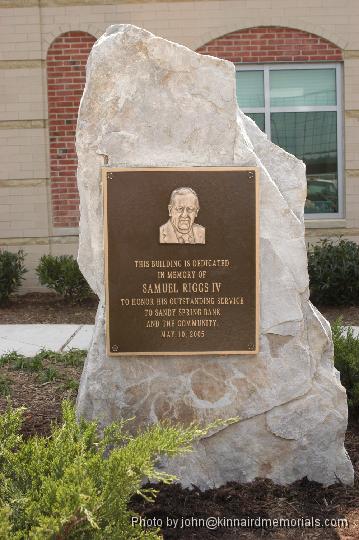 THIS BUILDING IS DEDICATED
IN MEMORY OF
SAMUEL RIGGS IV
TO HONOR HIS OUTSTANDING SERVICE
TO SANDY SPRING BANK
AND THE COMMUNITY.
MAY 10, 2005
Photo by john@kinnairdmemorials.com